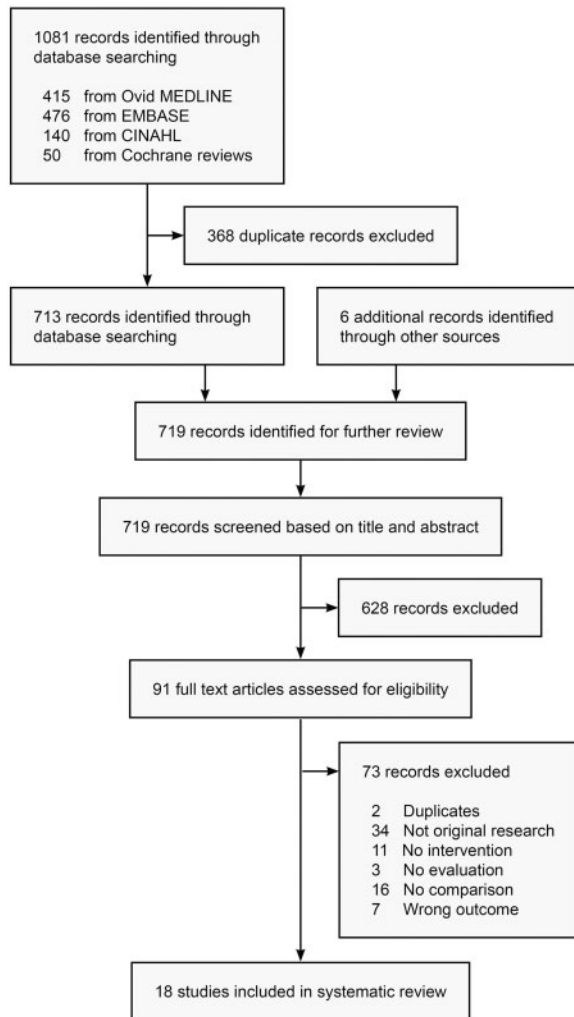 1081 records identified through
database searching
415 from Ovid MEDLINE
476 from EMBASE
140 from CINAHL
50 from Cochrane reviews
368 duplicate records excluded
713 records identified through
database searching
6 additional records identified
through other sources
719 records identified for further review
719 records screened based on title and abstract
628 records excluded
91 full text articles assessed for eligibility
73 records excluded
2 Duplicates
34 Not original research
11 No intervention
3 No evaluation
16 No comparison
7 Wrong outcome
18 studies included in systematic review